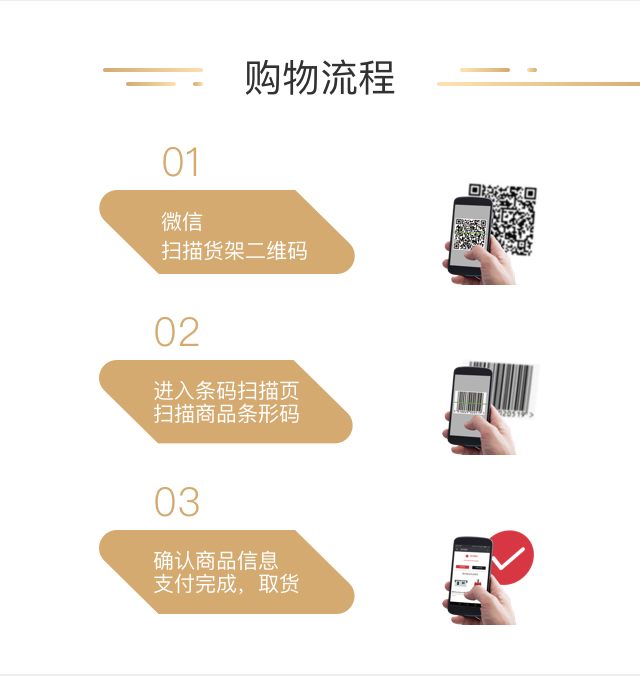 购物流程
01
微信
扫描货架二维码
02
进入条码扫描页
扫描商品条形码
03
确认商品信息
支付完成，取货